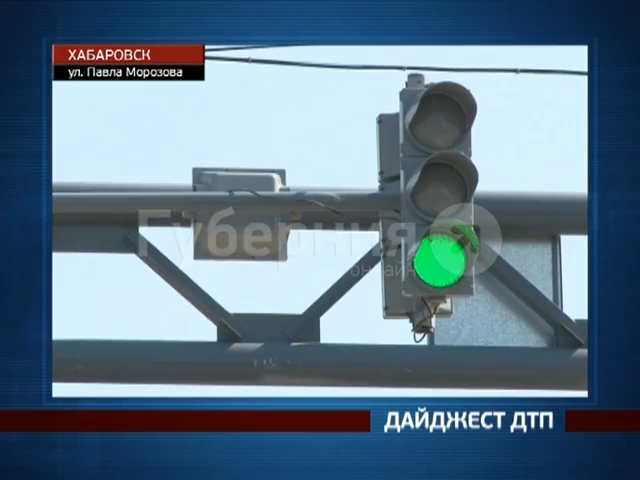 ХАБАРОВСК
ул. Павла Морозова
Губерния
онлайн
ДАЙДЖЕСТ ДТП